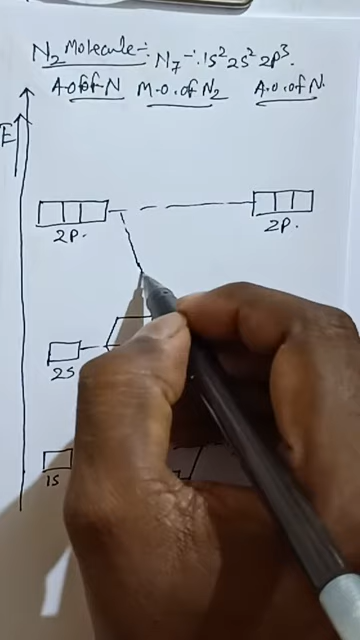 N₂ Molecule:- N₇ -:. 1s² 2s² 2p³.
A.O of N M.O. of N₂ A.O. of N.
E
2P.
2P.
2S
1S